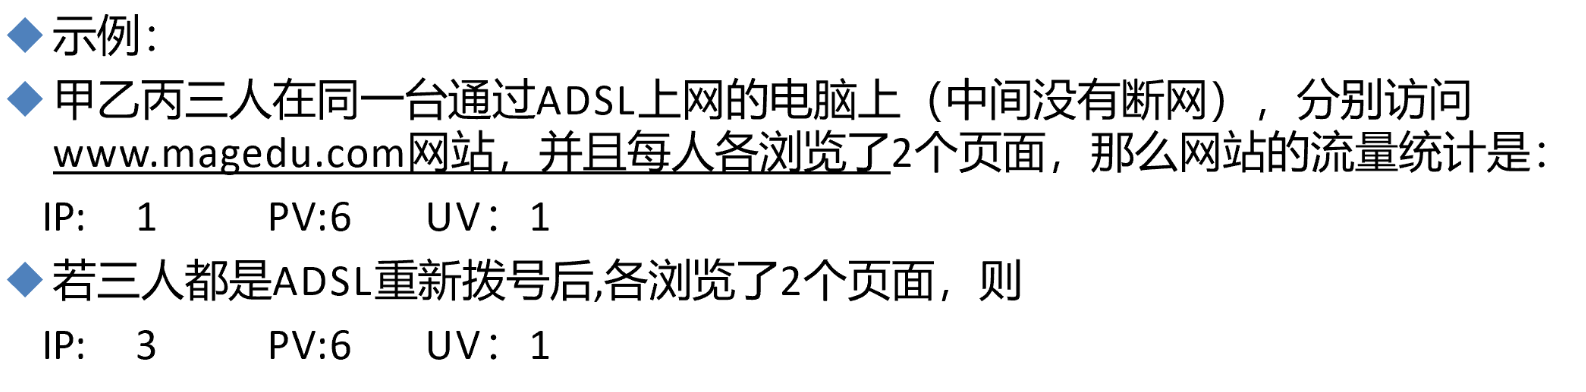 示例：
甲乙丙三人在同一台通过ADSL上网的电脑上（中间没有断网），分别访问
www.magedu.com网站，并且每人各浏览了2个页面，那么网站的流量统计是：
IP: 1 PV:6 UV：1
若三人都是ADSL重新拨号后,各浏览了2个页面，则
IP: 3 PV:6 UV：1